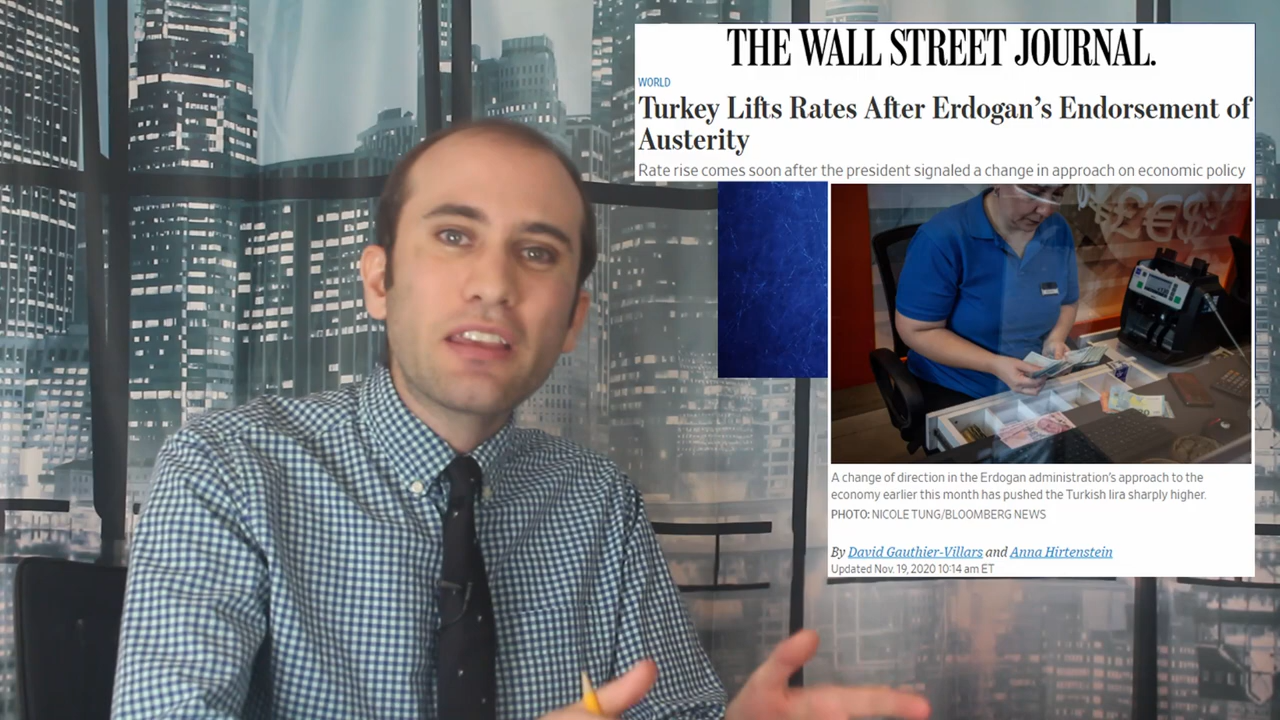 THE WALL STREET JOURNAL.
WORLD
Turkey Lifts Rates After Erdogan's Endorsement of
Austerity
Rate rise comes soon after the president signaled a change in approach on economic policy
£€$
A change of direction in the Erdogan administration's approach to the
economy earlier this month has pushed the Turkish lira sharply higher.
PHOTO: NICOLE TUNG/BLOOMBERG NEWS
By David Gauthier-Villars and Anna Hirtenstein
Updated Nov. 19, 2020 10:14 am ET